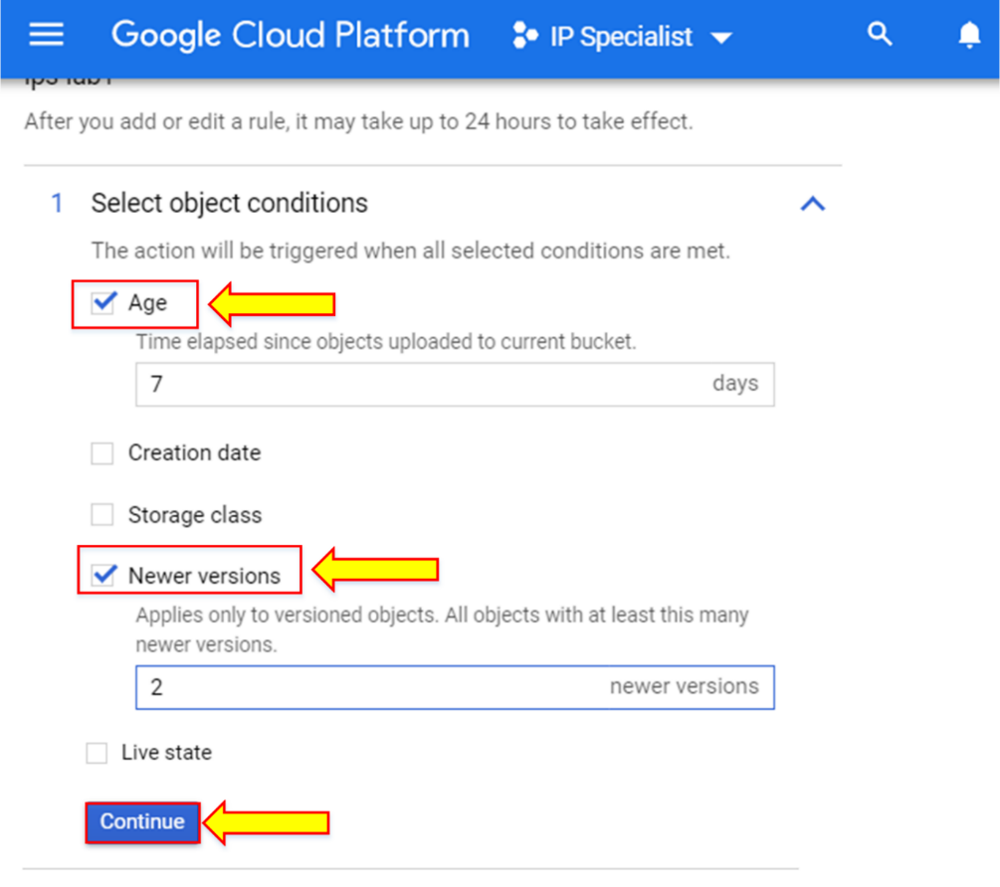 Google Cloud Platform IP Specialist
After you add or edit a rule, it may take up to 24 hours to take effect.
1 Select object conditions
The action will be triggered when all selected conditions are met.
Age
Time elapsed since objects uploaded to current bucket.
7 days
Creation date
Storage class
Newer versions
Applies only to versioned objects. All objects with at least this many
newer versions.
2 newer versions
Live state
Continue